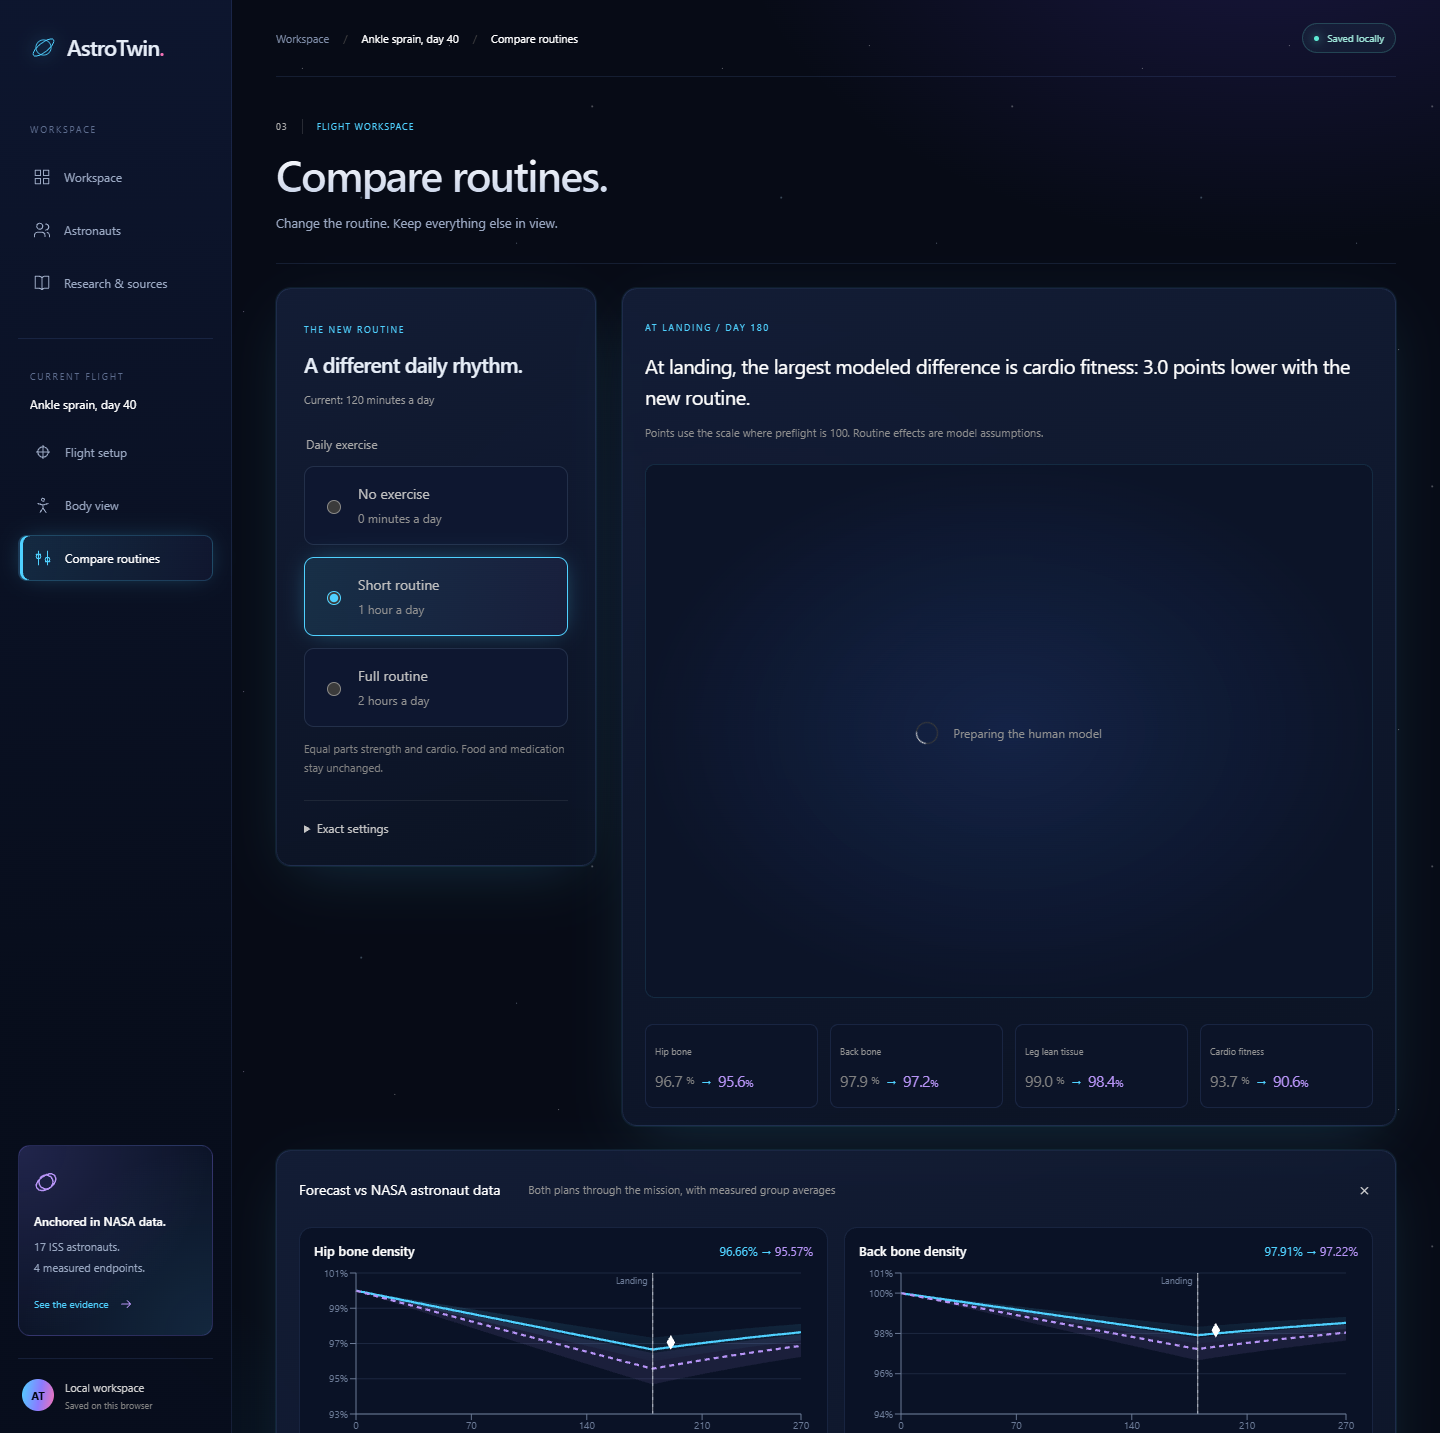 AstroTwin.
WORKSPACE
Workspace
Astronauts
Research & sources
CURRENT FLIGHT
Ankle sprain, day 40
Flight setup
Body view
Compare routines
Anchored in NASA data.
17 ISS astronauts.
4 measured endpoints.
See the evidence →
AT
Local workspace
Saved on this browser
Workspace / Ankle sprain, day 40 / Compare routines
Saved locally
03 FLIGHT WORKSPACE
Compare routines.
Change the routine. Keep everything else in view.
THE NEW ROUTINE
A different daily rhythm.
Current: 120 minutes a day
Daily exercise
No exercise
0 minutes a day
Short routine
1 hour a day
Full routine
2 hours a day
Equal parts strength and cardio. Food and medication
stay unchanged.
Exact settings
AT LANDING / DAY 180
At landing, the largest modeled difference is cardio fitness: 3.0 points lower with the
new routine.
Points use the scale where preflight is 100. Routine effects are model assumptions.
Preparing the human model
Hip bone
96.7 % → 95.6%
Back bone
97.9 % → 97.2%
Leg lean tissue
99.0 % → 98.4%
Cardio fitness
93.7 % → 90.6%
Forecast vs NASA astronaut data
Both plans through the mission, with measured group averages
×
Hip bone density
96.66% → 95.57%
101%
99%
97%
95%
93%
Landing
0 70 140 210 270
Back bone density
97.91% → 97.22%
101%
100%
98%
96%
94%
Landing
0 70 140 210 270